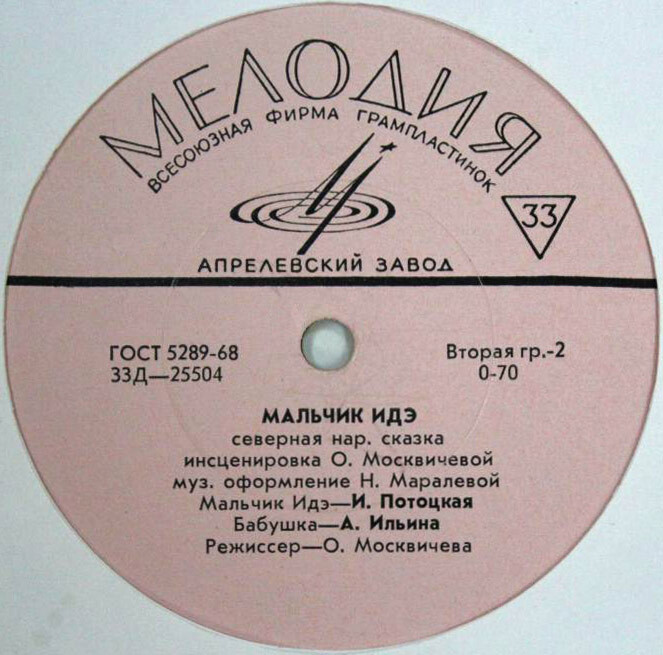 МЕЛОДИЯ
ВСЕСОЮЗНАЯ ФИРМА ГРАМПЛАСТИНОК
33
АПРЕЛЕВСКИЙ ЗАВОД
ГОСТ 5289-68
33Д—25504
Вторая гр.-2
0-70
МАЛЬЧИК ИДЭ
северная нар. сказка
инсценировка О. Москвичевой
муз. оформление Н. Маралевой
Мальчик Идэ—И. Потоцкая
Бабушка—А. Ильина
Режиссер—О. Москвичева